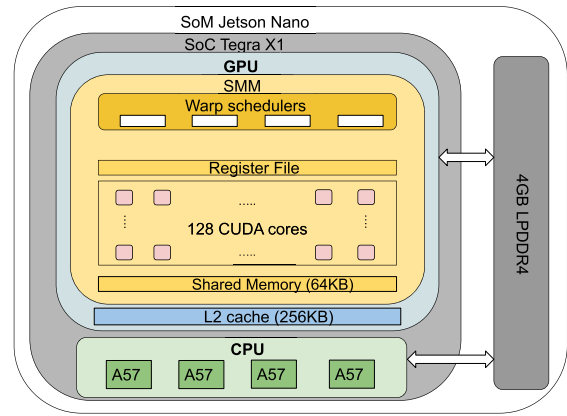 SoM Jetson Nano
SoC Tegra X1
GPU
SMM
Warp schedulers
Register File
.....
128 CUDA cores
.....
Shared Memory (64KB)
L2 cache (256KB)
CPU
A57 A57 A57 A57
4GB LPDDR4